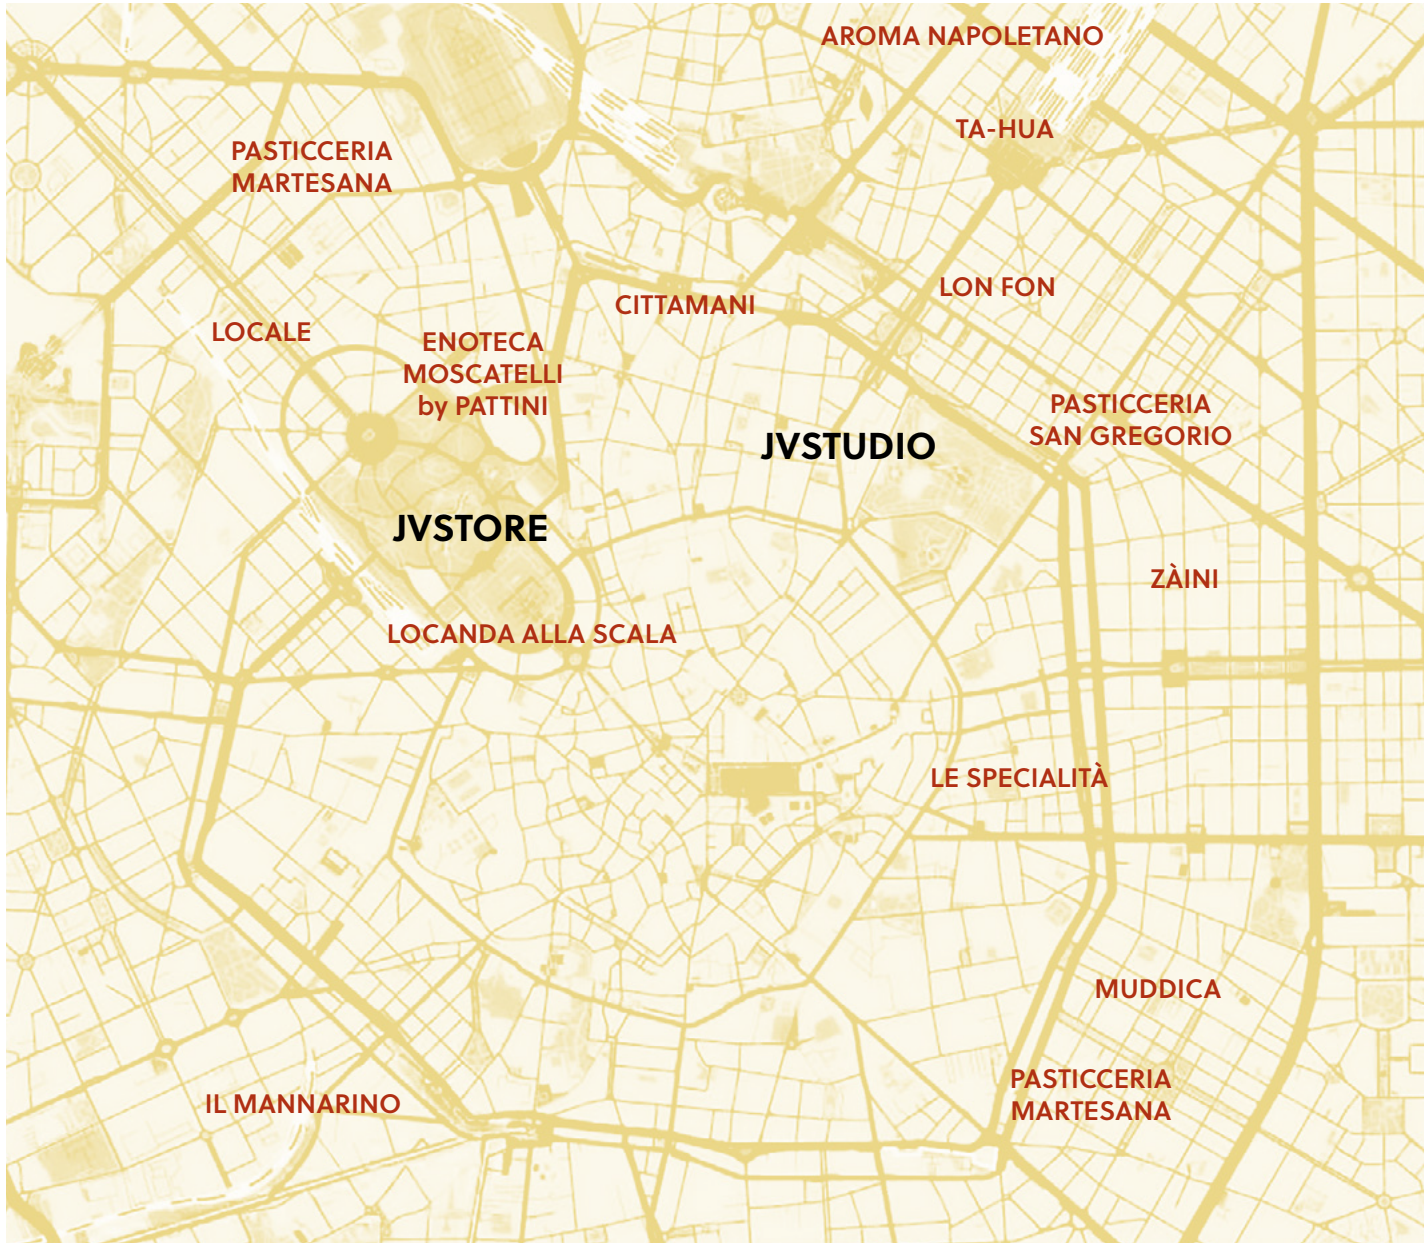 AROMA NAPOLETANO
TA-HUA
PASTICCERIA
MARTESANA
LON FON
CITTAMANI
LOCALE
ENOTECA
MOSCATELLI
by PATTINI
PASTICCERIA
SAN GREGORIO
JVSTUDIO
JVSTORE
ZÀINI
LOCANDA ALLA SCALA
LE SPECIALITÀ
MUDDICA
PASTICCERIA
MARTESANA
IL MANNARINO